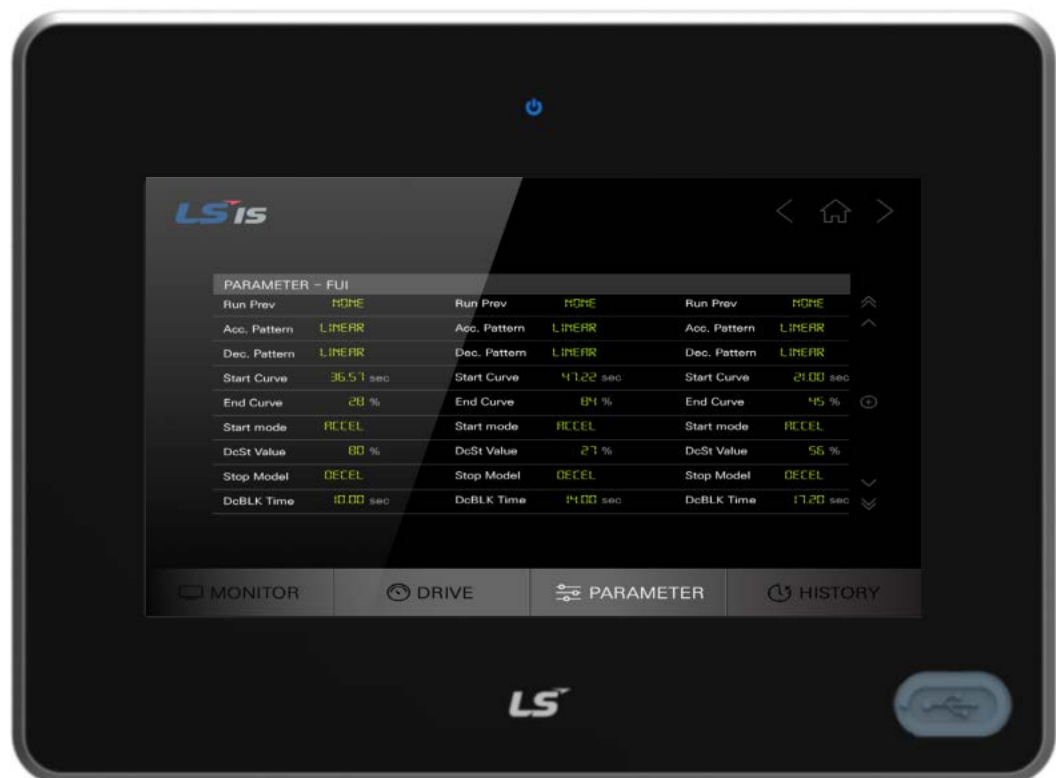 LSIS
PARAMETER - FUI
Run Prev NONE Run Prev NONE Run Prev NONE
Acc. Pattern LINEAR Acc. Pattern LINEAR Acc. Pattern LINEAR
Dec. Pattern LINEAR Dec. Pattern LINEAR Dec. Pattern LINEAR
Start Curve 36.57 sec Start Curve 47.22 sec Start Curve 21.00 sec
End Curve 28 % End Curve 84 % End Curve 45 %
Start mode ACCEL Start mode ACCEL Start mode ACCEL
DcSt Value 80 % DcSt Value 27 % DcSt Value 56 %
Stop Model DECEL Stop Model DECEL Stop Model DECEL
DcBLK Time 10.00 sec DcBLK Time 14.00 sec DcBLK Time 17.20 sec
MONITOR DRIVE PARAMETER HISTORY
LS